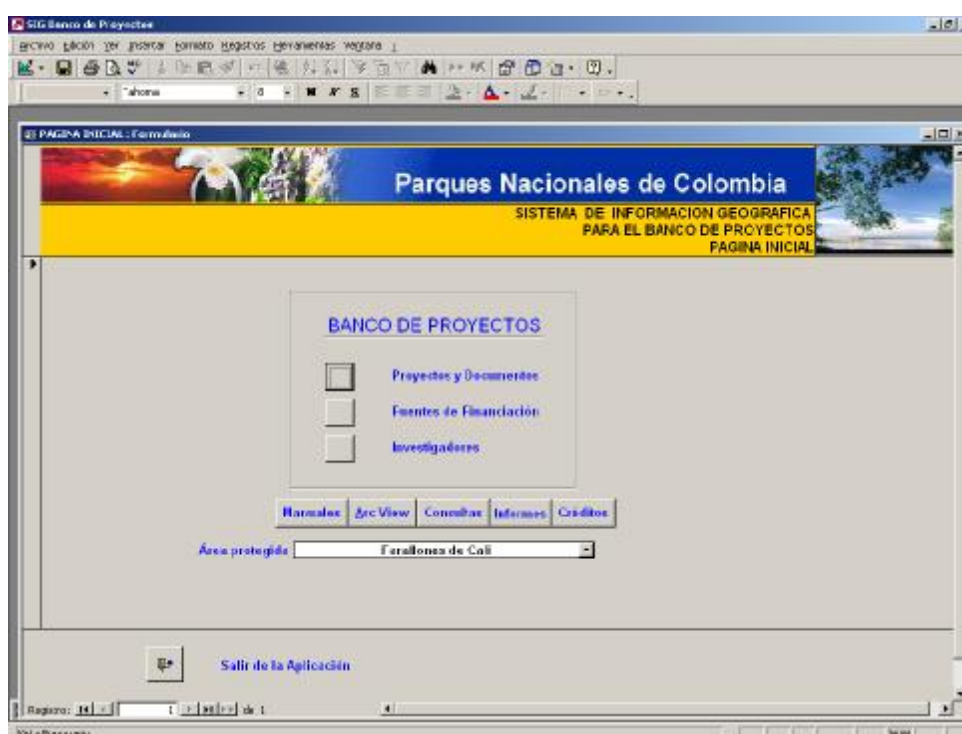 SIG Banco de Proyectos
Archivo Edición Ver Insertar Formato Registros Herramientas Ventana ?
Tahoma 8 N K S
PAGINA INICIAL : Formulario
Parques Nacionales de Colombia
SISTEMA DE INFORMACION GEOGRAFICA
PARA EL BANCO DE PROYECTOS
PAGINA INICIAL
BANCO DE PROYECTOS
Proyectos y Documentos
Fuentes de Financiación
Investigadores
Manuales Arc View Consultas Informes Créditos
Área protegida Farallones de Cali
Salir de la Aplicación
Registro: 1 de 1